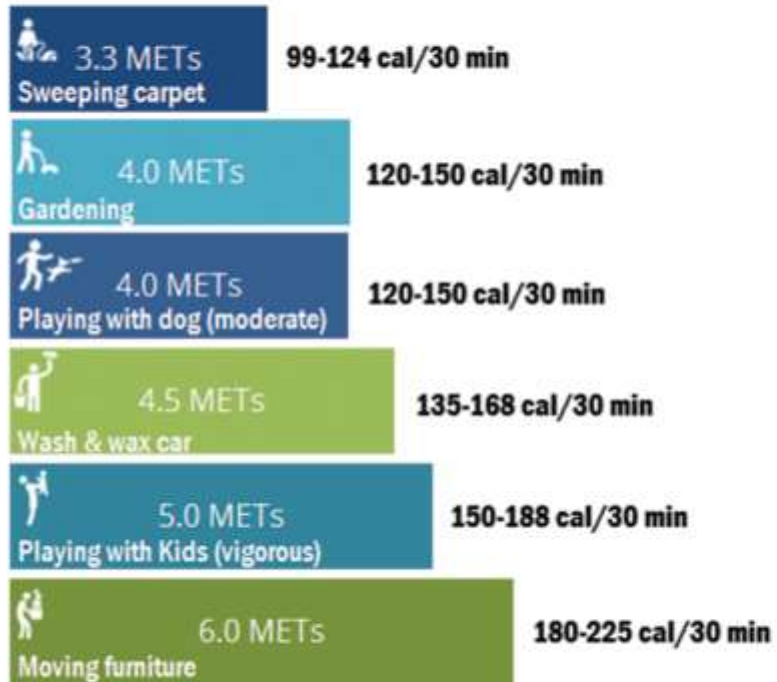 3.3 METs
99-124 cal/30 min
Sweeping carpet
4.0 METs
120-150 cal/30 min
Gardening
4.0 METs
120-150 cal/30 min
Playing with dog (moderate)
4.5 METs
135-168 cal/30 min
Wash & wax car
5.0 METs
150-188 cal/30 min
Playing with Kids (vigorous)
6.0 METs
180-225 cal/30 min
Moving furniture